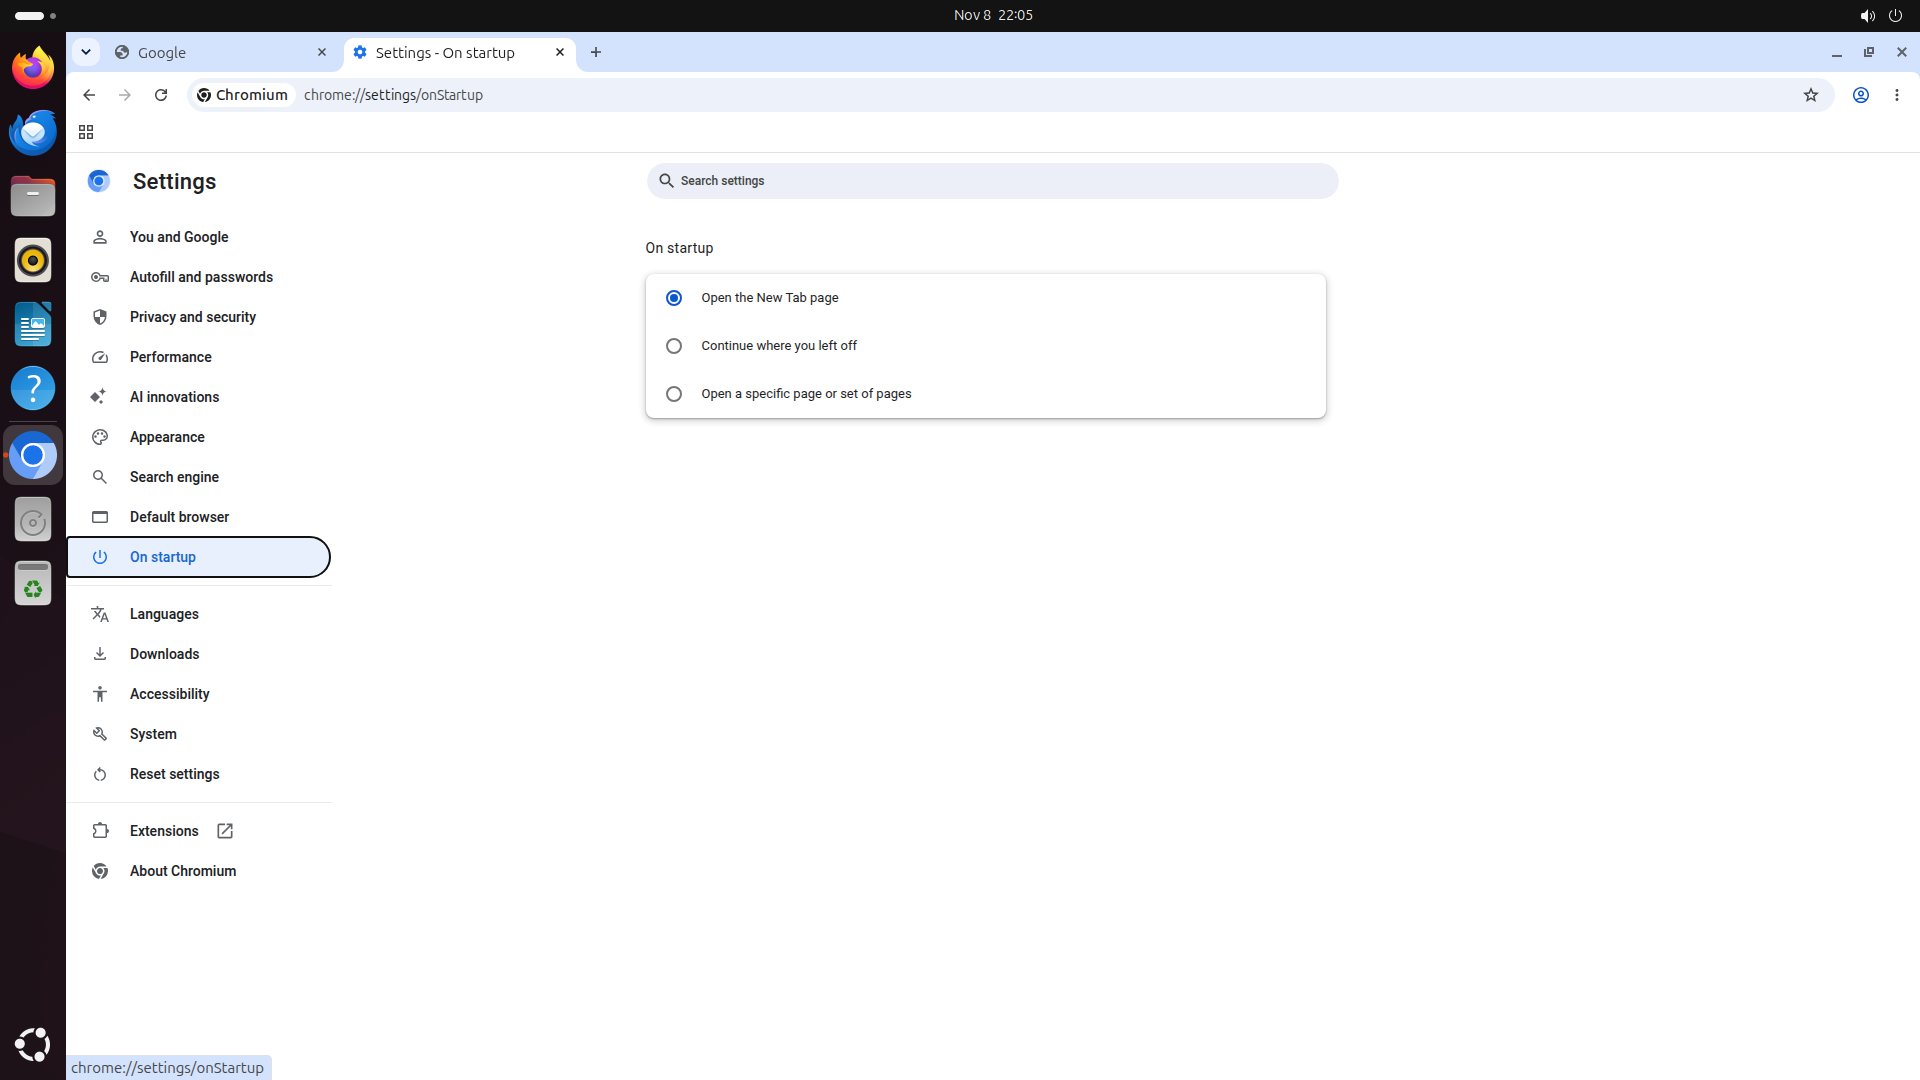 Nov 8 22:05
Google
Settings - On startup
Chromium
chrome://settings/onStartup
Settings
Search settings
You and Google
Autofill and passwords
Privacy and security
Performance
AI innovations
Appearance
Search engine
Default browser
On startup
Languages
Downloads
Accessibility
System
Reset settings
Extensions
About Chromium
On startup
Open the New Tab page
Continue where you left off
Open a specific page or set of pages
chrome://settings/onStartup